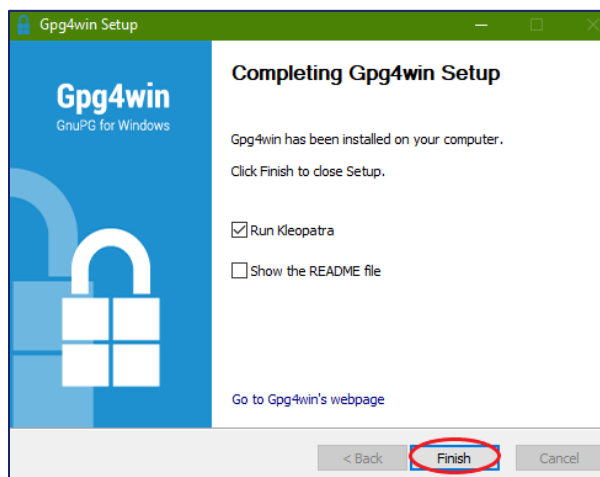 Gpg4win Setup
Gpg4win
GnuPG for Windows
Completing Gpg4win Setup
Gpg4win has been installed on your computer.
Click Finish to close Setup.
Run Kleopatra
Show the README file
Go to Gpg4win's webpage
< Back Finish Cancel